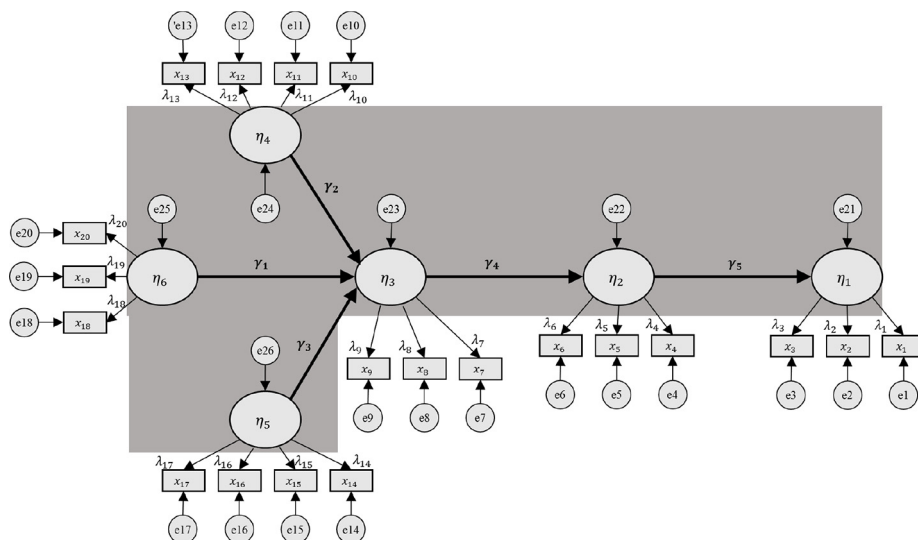 'e13 e12 e11 e10
x₁₃ x₁₂ x₁₁ x₁₀
λ₁₃ λ₁₂ λ₁₁ λ₁₀
η₄
γ₂
e25 e24 e23 e22 e21
e20 x₂₀ λ₂₀
e19 x₁₉ λ₁₉ η₆ γ₁ η₃ γ₄ η₂ γ₅ η₁
e18 x₁₈ λ₁₈
λ₆ λ₅ λ₄ λ₃ λ₂ λ₁
e26 γ₃ λ₉ λ₈ λ₇ x₆ x₅ x₄ x₃ x₂ x₁
x₉ x₈ x₇
e6 e5 e4 e3 e2 e1
η₅ e9 e8 e7
λ₁₇ λ₁₆ λ₁₅ λ₁₄
x₁₇ x₁₆ x₁₅ x₁₄
e17 e16 e15 e14